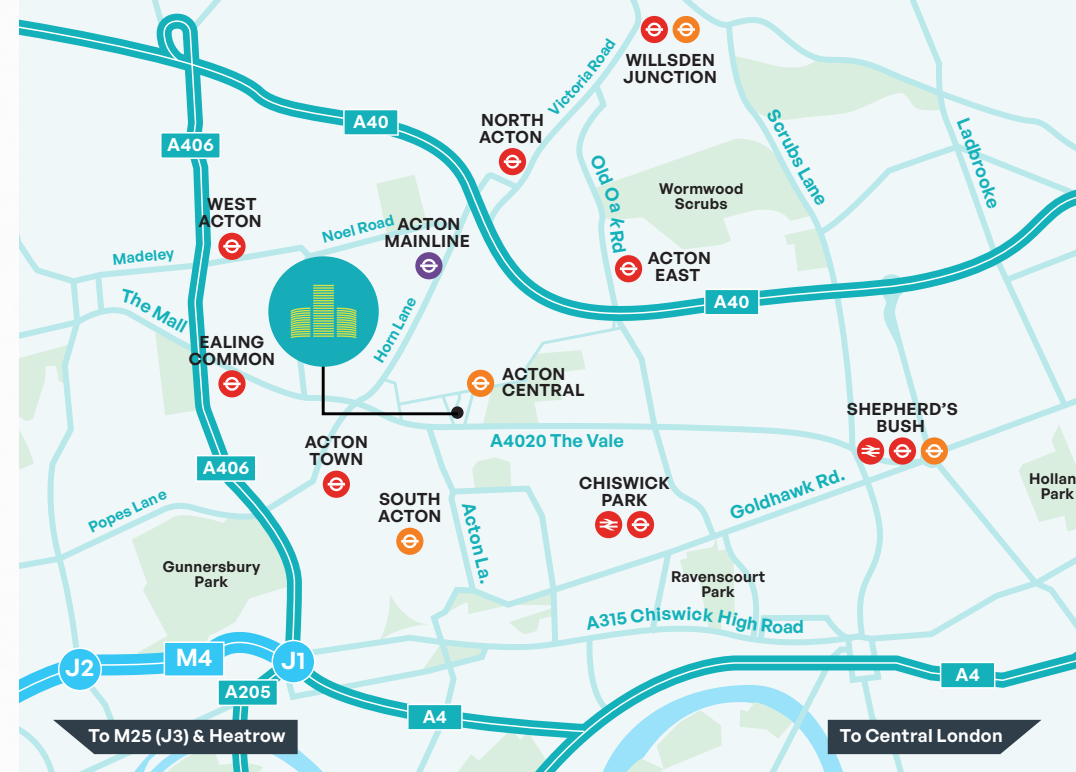 WILLSDEN
JUNCTION
Victoria Road
NORTH
ACTON
A40
A406
Scrubs Lane
Ladbrooke
Old Oak Rd
Wormwood
Scrubs
WEST
ACTON
Noel Road
ACTON
MAINLINE
Madeley
ACTON
EAST
A40
The Mall
Horn Lane
EALING
COMMON
ACTON
CENTRAL
SHEPHERD'S
BUSH
A4020 The Vale
ACTON
TOWN
A406
CHISWICK
PARK
Goldhawk Rd.
Hollan
Park
Popes Lane
SOUTH
ACTON
Acton La.
Gunnersbury
Park
Ravenscourt
Park
A315 Chiswick High Road
J2
M4
J1
A4
A205
A4
To M25 (J3) & Heatrow
To Central London